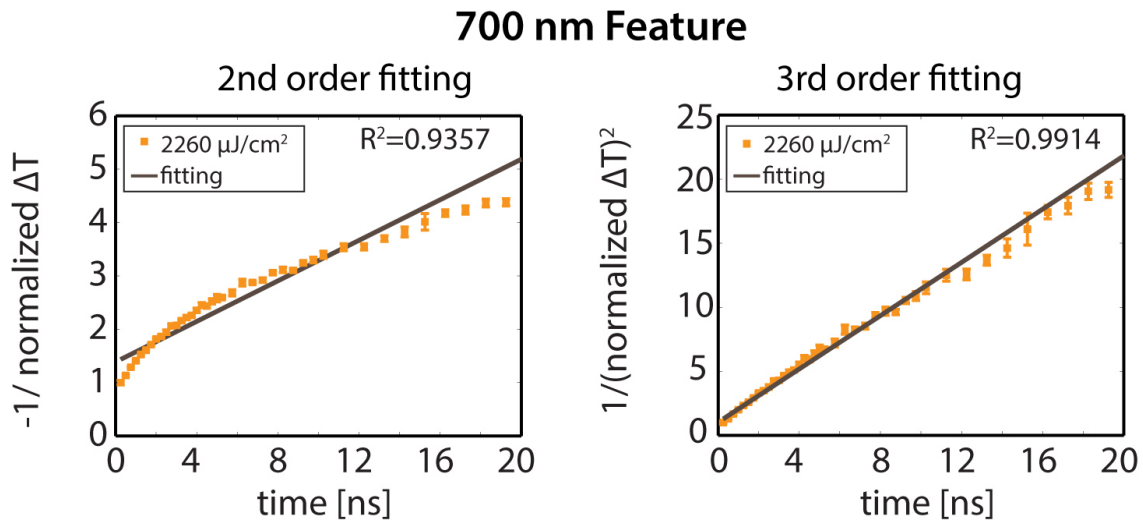 700 nm Feature
2nd order fitting
-1/ normalized ΔT
6
5
4
3
2
1
0
2260 µJ/cm²
fitting
R²=0.9357
0 4 8 12 16 20
time [ns]
3rd order fitting
1/(normalized ΔT)²
25
20
15
10
5
0
2260 µJ/cm²
fitting
R²=0.9914
0 4 8 12 16 20
time [ns]